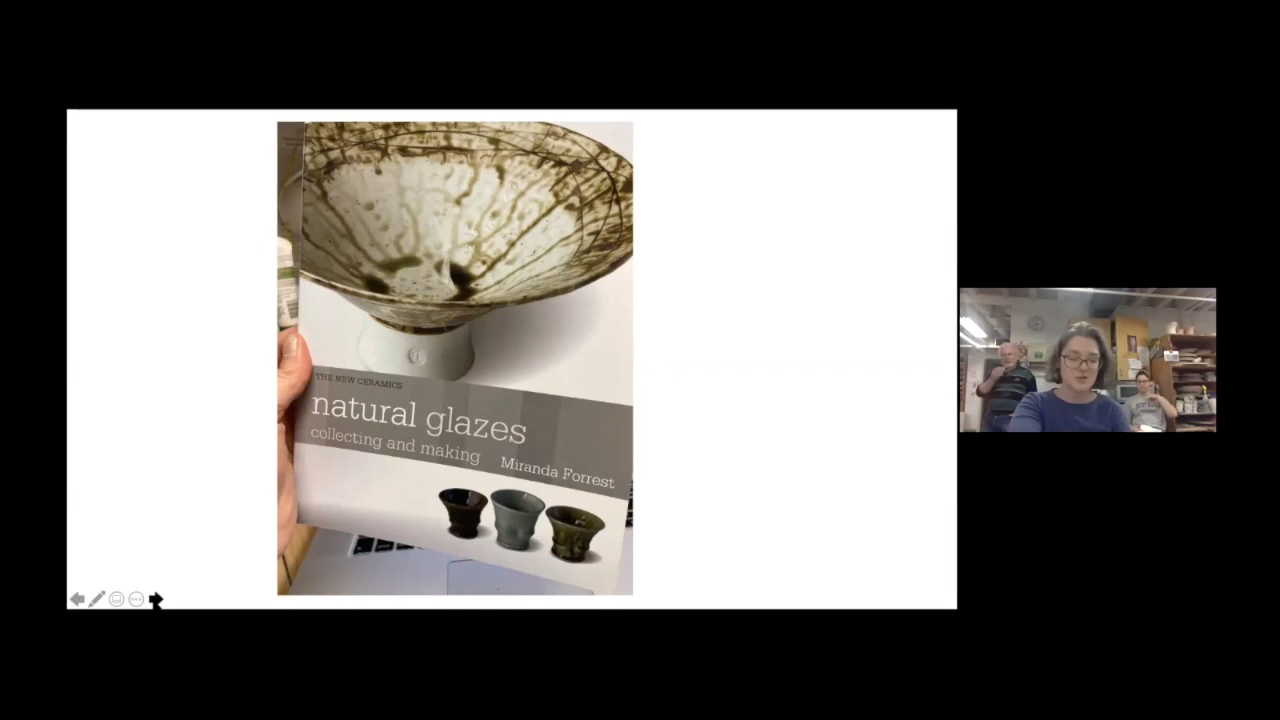 THE NEW CERAMICS
natural glazes
collecting and making
Miranda Forrest